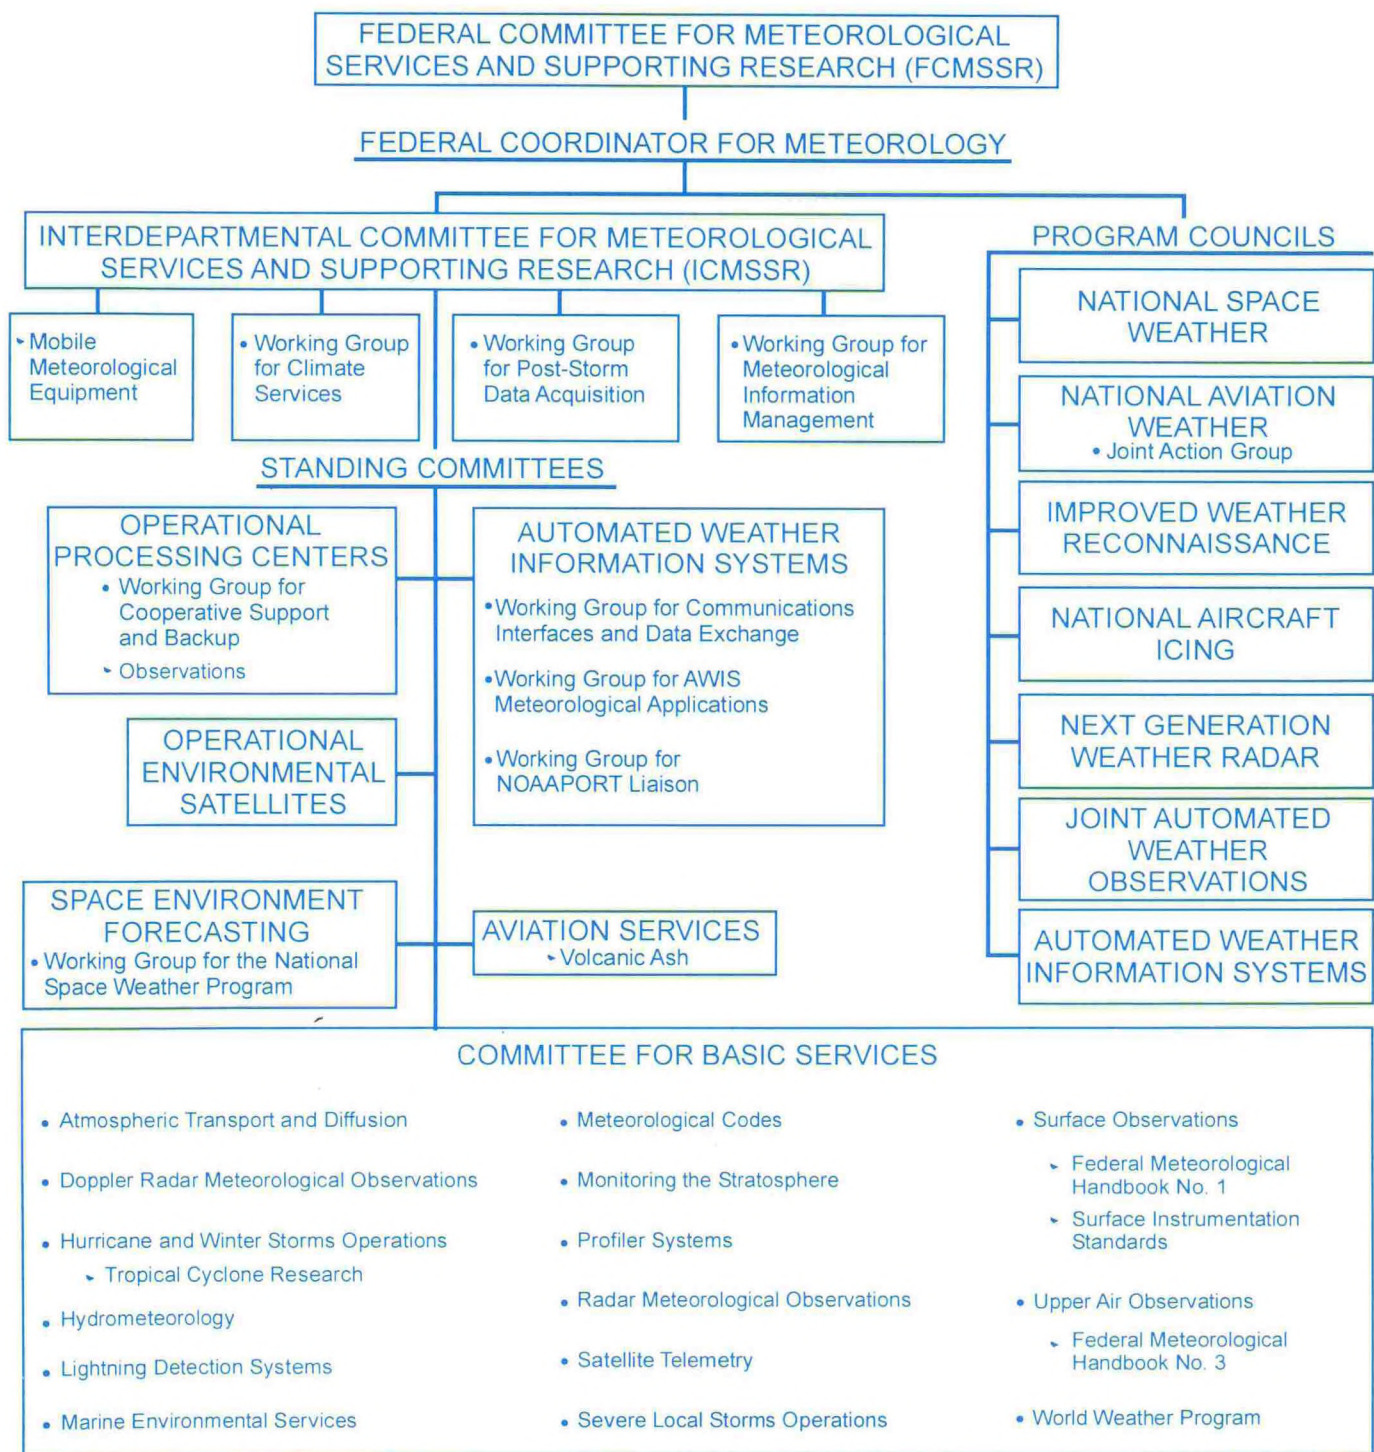 FEDERAL COMMITTEE FOR METEOROLOGICAL
SERVICES AND SUPPORTING RESEARCH (FCMSSR)
FEDERAL COORDINATOR FOR METEOROLOGY
INTERDEPARTMENTAL COMMITTEE FOR METEOROLOGICAL
SERVICES AND SUPPORTING RESEARCH (ICMSSR)
Mobile
Meteorological
Equipment
• Working Group
for Climate
Services
• Working Group
for Post-Storm
Data Acquisition
• Working Group for
Meteorological
Information
Management
STANDING COMMITTEES
OPERATIONAL
PROCESSING CENTERS
• Working Group for
Cooperative Support
and Backup
Observations
AUTOMATED WEATHER
INFORMATION SYSTEMS
• Working Group for Communications
Interfaces and Data Exchange
• Working Group for AWIS
Meteorological Applications
• Working Group for
NOAAPORT Liaison
OPERATIONAL
ENVIRONMENTAL
SATELLITES
SPACE ENVIRONMENT
FORECASTING
• Working Group for the National
Space Weather Program
AVIATION SERVICES
Volcanic Ash
PROGRAM COUNCILS
NATIONAL SPACE
WEATHER
NATIONAL AVIATION
WEATHER
• Joint Action Group
IMPROVED WEATHER
RECONNAISSANCE
NATIONAL AIRCRAFT
ICING
NEXT GENERATION
WEATHER RADAR
JOINT AUTOMATED
WEATHER
OBSERVATIONS
AUTOMATED WEATHER
INFORMATION SYSTEMS
COMMITTEE FOR BASIC SERVICES
• Atmospheric Transport and Diffusion
• Doppler Radar Meteorological Observations
• Hurricane and Winter Storms Operations
Tropical Cyclone Research
• Hydrometeorology
• Lightning Detection Systems
• Marine Environmental Services
• Meteorological Codes
• Monitoring the Stratosphere
• Profiler Systems
• Radar Meteorological Observations
• Satellite Telemetry
• Severe Local Storms Operations
• Surface Observations
Federal Meteorological
Handbook No. 1
Surface Instrumentation
Standards
• Upper Air Observations
Federal Meteorological
Handbook No. 3
• World Weather Program